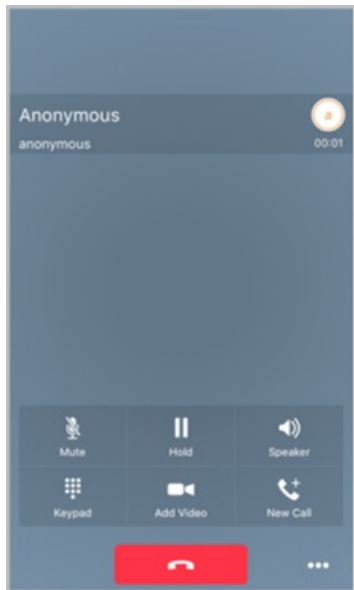 Anonymous
a
anonymous 00:01
Mute Hold Speaker
Keypad Add Video New Call